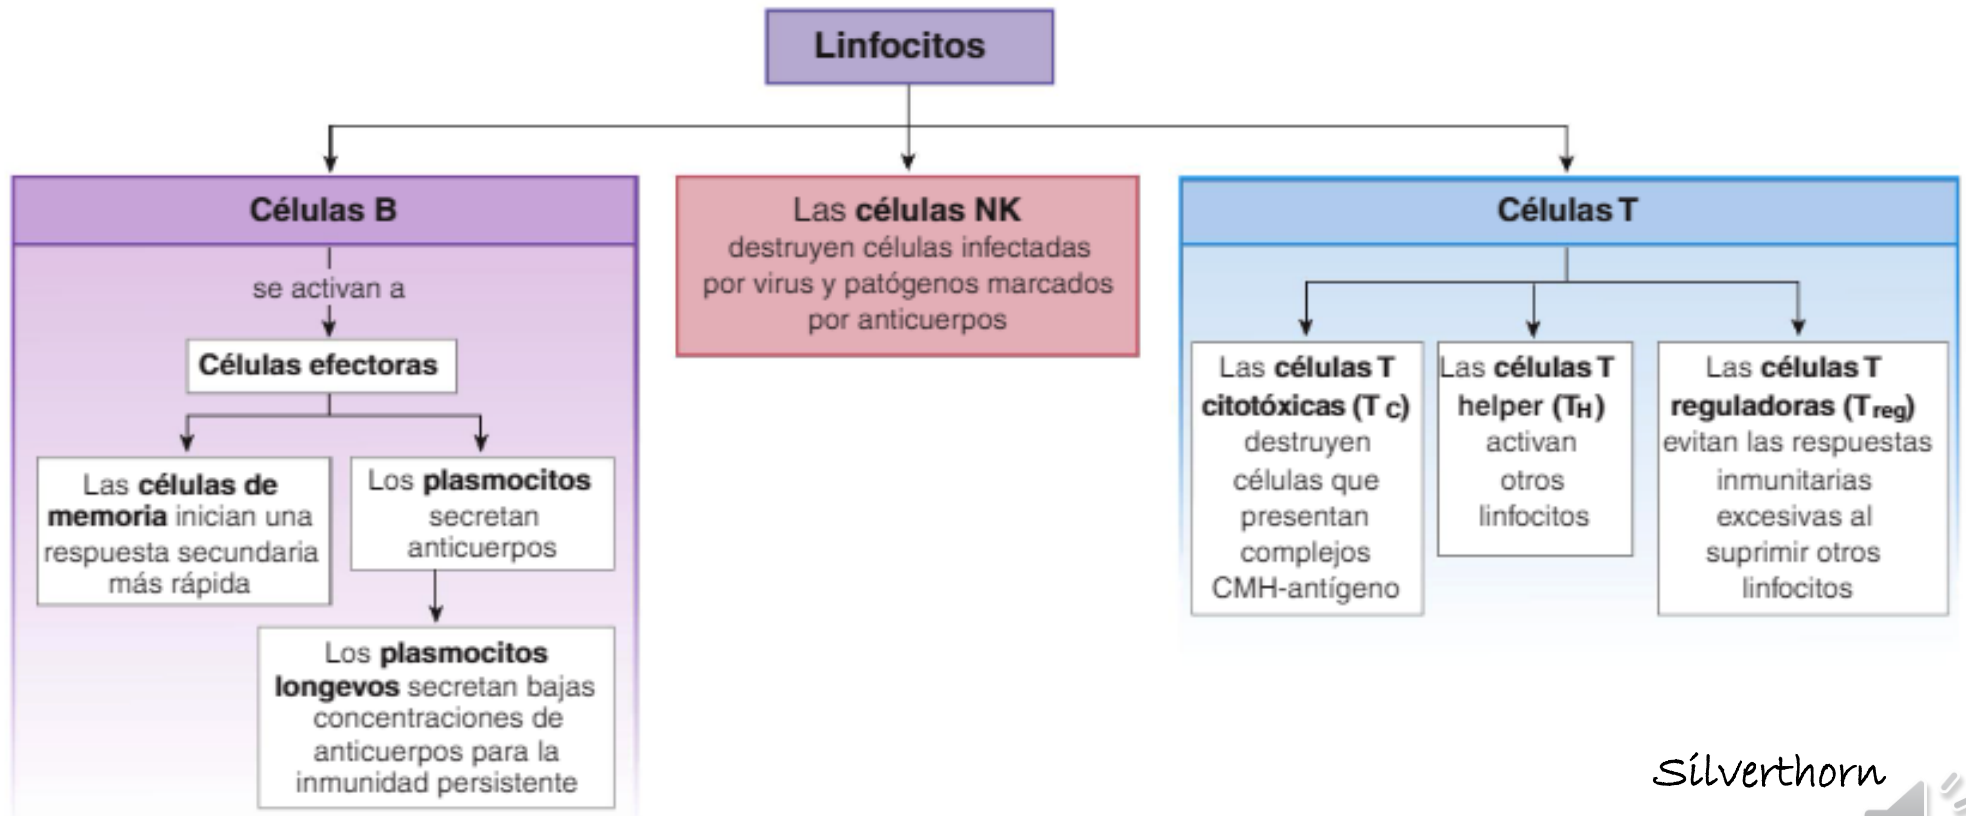 Linfocitos
Células B
se activan a
Células efectoras
Las células de
memoria inician una
respuesta secundaria
más rápida
Los plasmocitos
secretan
anticuerpos
Los plasmocitos
longevos secretan bajas
concentraciones de
anticuerpos para la
inmunidad persistente
Las células NK
destruyen células infectadas
por virus y patógenos marcados
por anticuerpos
Células T
Las células T
citotóxicas (T C)
destruyen
células que
presentan
complejos
CMH-antígeno
Las células T
helper (TH)
activan
otros
linfocitos
Las células T
reguladoras (Treg)
evitan las respuestas
inmunitarias
excesivas al
suprimir otros
linfocitos
Silverthorn